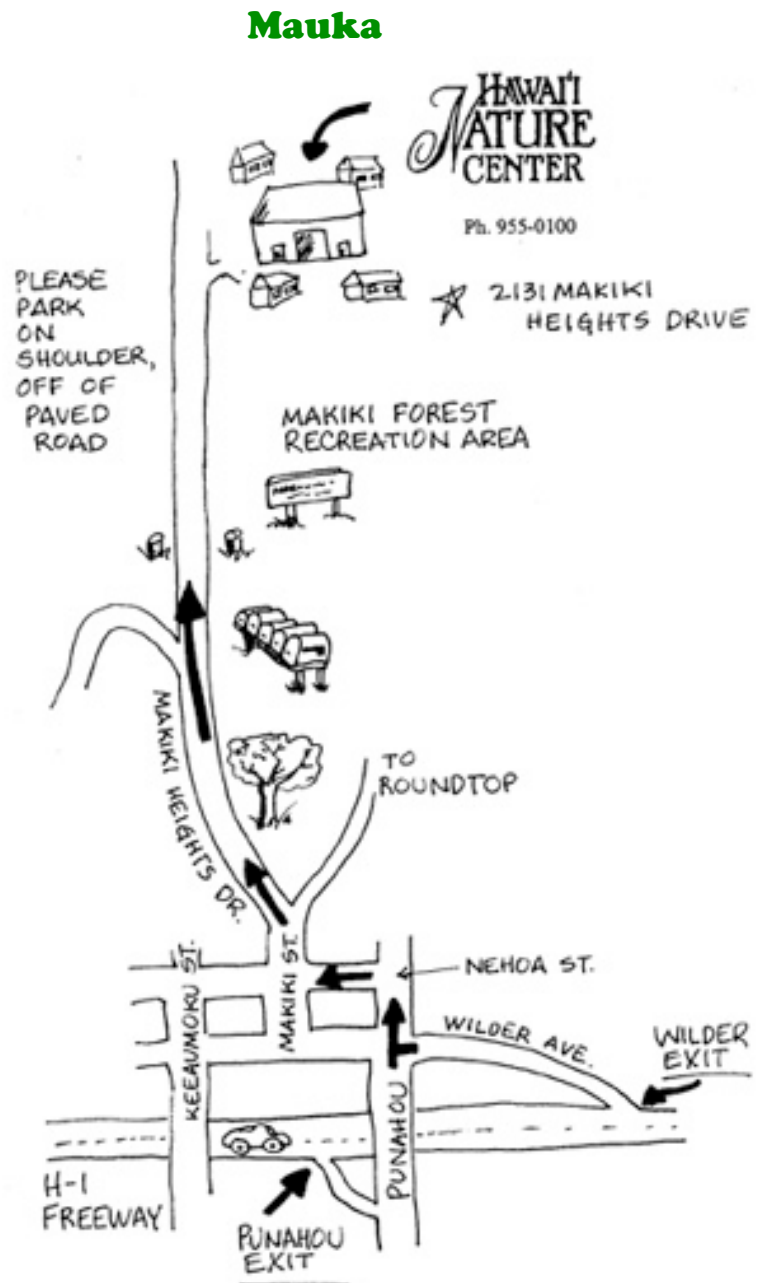 Mauka
HAWAI'I
NATURE
CENTER
Ph. 955-0100
PLEASE
PARK
ON
SHOULDER,
OFF OF
PAVED
ROAD
2131 MAKIKI
HEIGHTS DRIVE
MAKIKI FOREST
RECREATION AREA
MAKIKI HEIGHTS DR.
TO
ROUNDTOP
KEEAUMOKU ST.
MAKIKI ST.
NEHOA ST.
WILDER AVE.
WILDER
EXIT
PUNAHOU
H-1
FREEWAY
PUNAHOU
EXIT